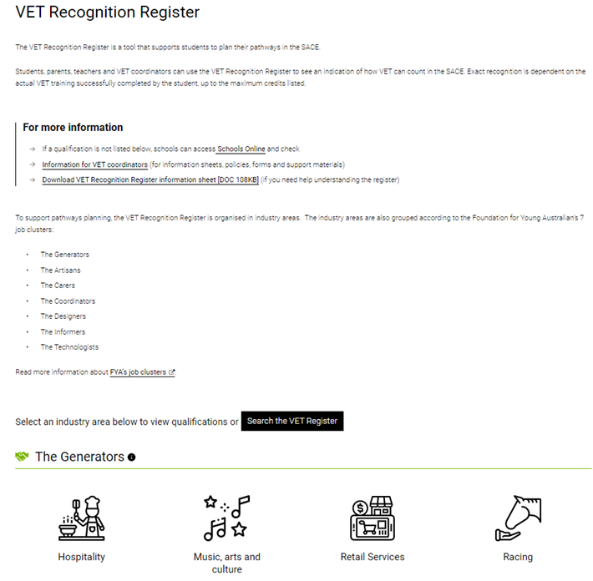 VET Recognition Register
The VET Recognition Register is a tool that supports students to plan their pathways in the SACE.
Students, parents, teachers and VET coordinators can use the VET Recognition Register to see an indication of how VET can count in the SACE. Exact recognition is dependent on the
actual VET training successfully completed by the student, up to the maximum credits listed.
For more information
→ If a qualification is not listed below, schools can access Schools Online and check
→ Information for VET coordinators (for information sheets, policies, forms and support materials)
→ Download VET Recognition Register information sheet [DOC 108KB] (if you need help understanding the register)
To support pathways planning, the VET Recognition Register is organised in industry areas. The industry areas are also grouped according to the Foundation for Young Australian's 7
job clusters:
• The Generators
• The Artisans
• The Carers
• The Coordinators
• The Designers
• The Informers
• The Technologists
Read more information about FYA's job clusters
Select an industry area below to view qualifications or Search the VET Register
The Generators
Hospitality
Music, arts and
culture
Retail Services
Racing